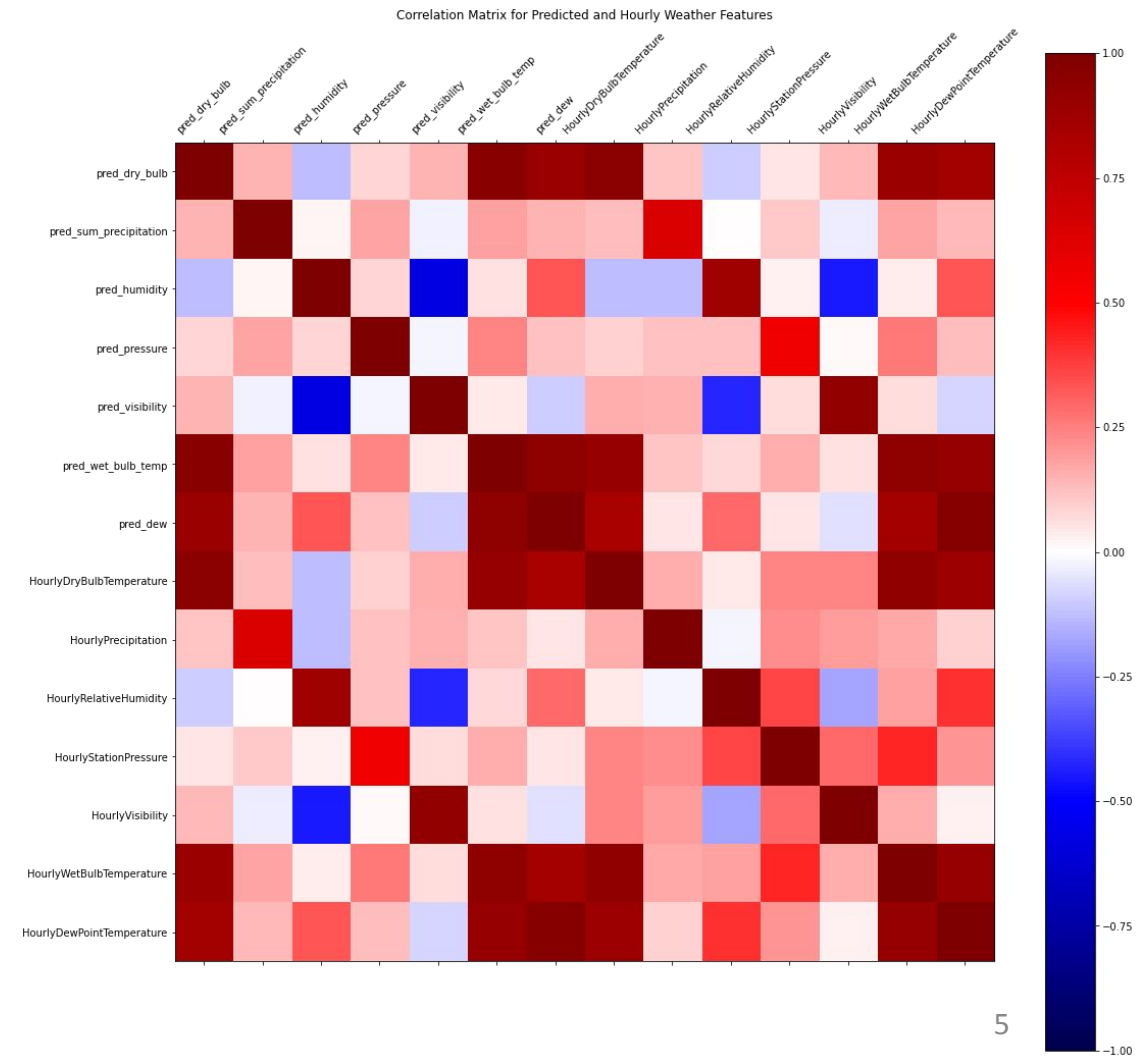 Correlation Matrix for Predicted and Hourly Weather Features
pred_dry_bulb
pred_sum_precipitation
pred_humidity
pred_pressure
pred_visibility
pred_wet_bulb_temp
pred_dew
HourlyDryBulbTemperature
HourlyPrecipitation
HourlyRelativeHumidity
HourlyStationPressure
HourlyVisibility
HourlyWetBulbTemperature
HourlyDewPointTemperature
pred_dry_bulb
pred_sum_precipitation
pred_humidity
pred_pressure
pred_visibility
pred_wet_bulb_temp
pred_dew
HourlyDryBulbTemperature
HourlyPrecipitation
HourlyRelativeHumidity
HourlyStationPressure
HourlyVisibility
HourlyWetBulbTemperature
HourlyDewPointTemperature
1.00
0.75
0.50
0.25
0.00
−0.25
−0.50
−0.75
−1.00
5